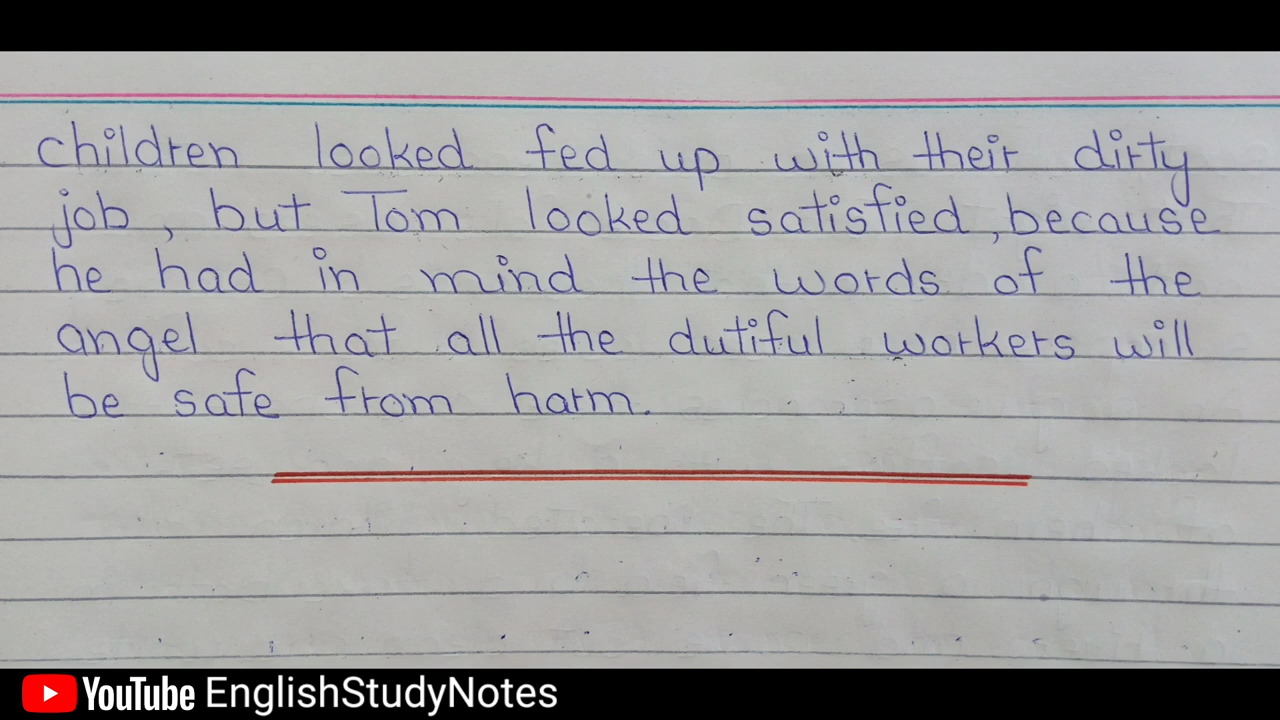 children looked fed up with their dirty
job, but Tom looked satisfied, because
he had in mind the words of the
angel that all the dutiful workers will
be safe from harm.
YouTube EnglishStudyNotes